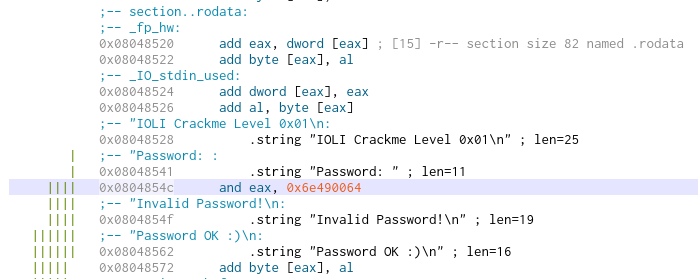 ;-- section..rodata:
;-- _fp_hw:
0x08048520 add eax, dword [eax] ; [15] -r-- section size 82 named .rodata
0x08048522 add byte [eax], al
;-- _IO_stdin_used:
0x08048524 add dword [eax], eax
0x08048526 add al, byte [eax]
;-- "IOLI Crackme Level 0x01\n:
0x08048528 .string "IOLI Crackme Level 0x01\n" ; len=25
;-- "Password: :
0x08048541 .string "Password: " ; len=11
0x0804854c and eax, 0x6e490064
;-- "Invalid Password!\n:
0x0804854f .string "Invalid Password!\n" ; len=19
;-- "Password OK :)\n:
0x08048562 .string "Password OK :)\n" ; len=16
0x08048572 add byte [eax], al